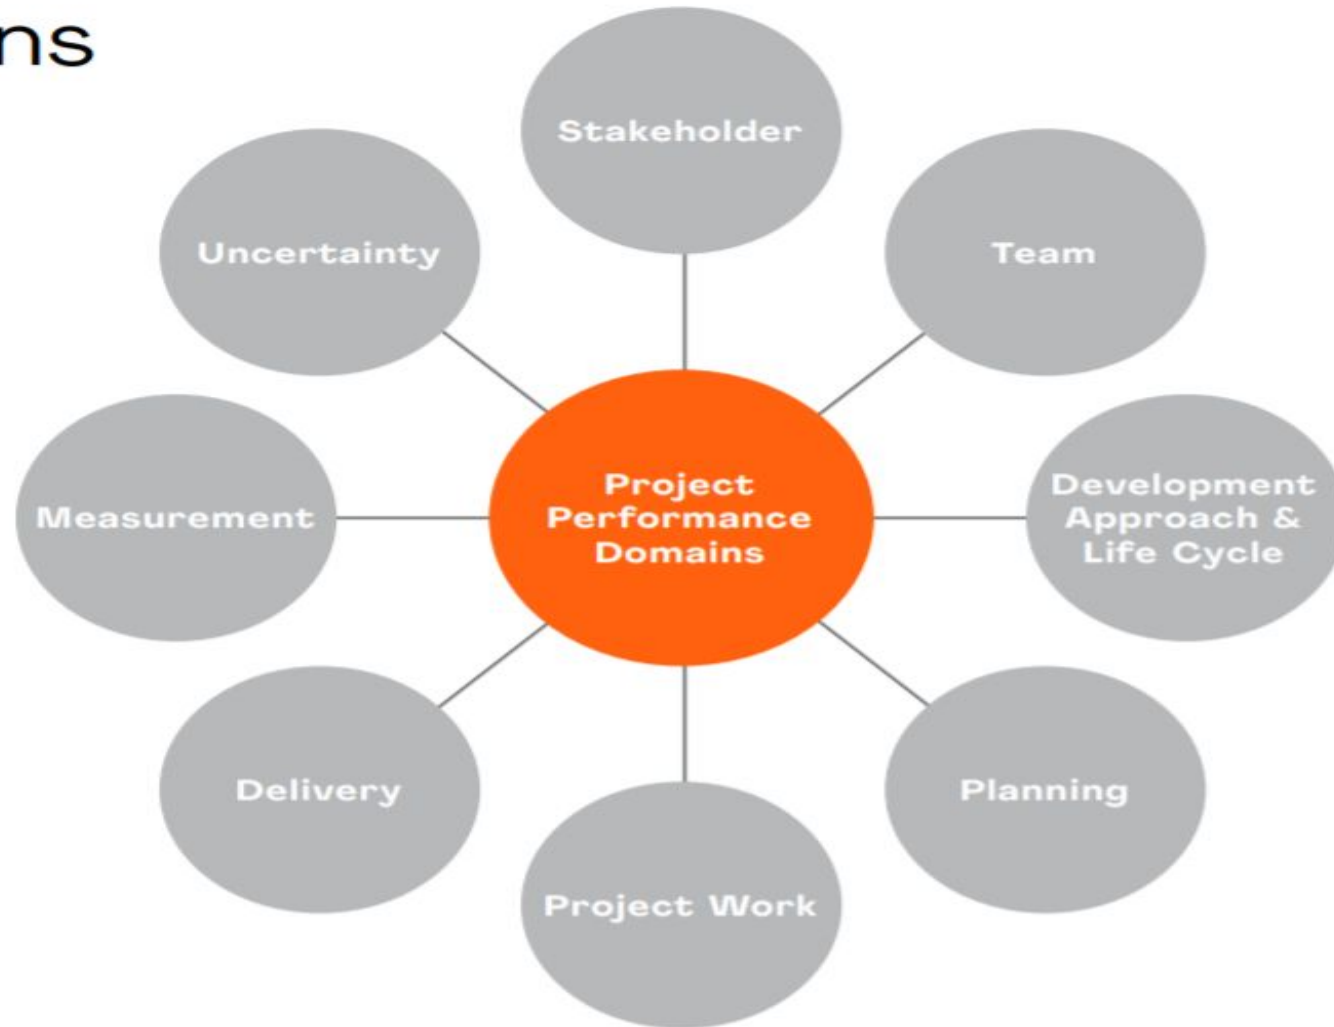 ns
Stakeholder
Team
Development
Approach &
Life Cycle
Planning
Project Work
Delivery
Measurement
Uncertainty
Project
Performance
Domains